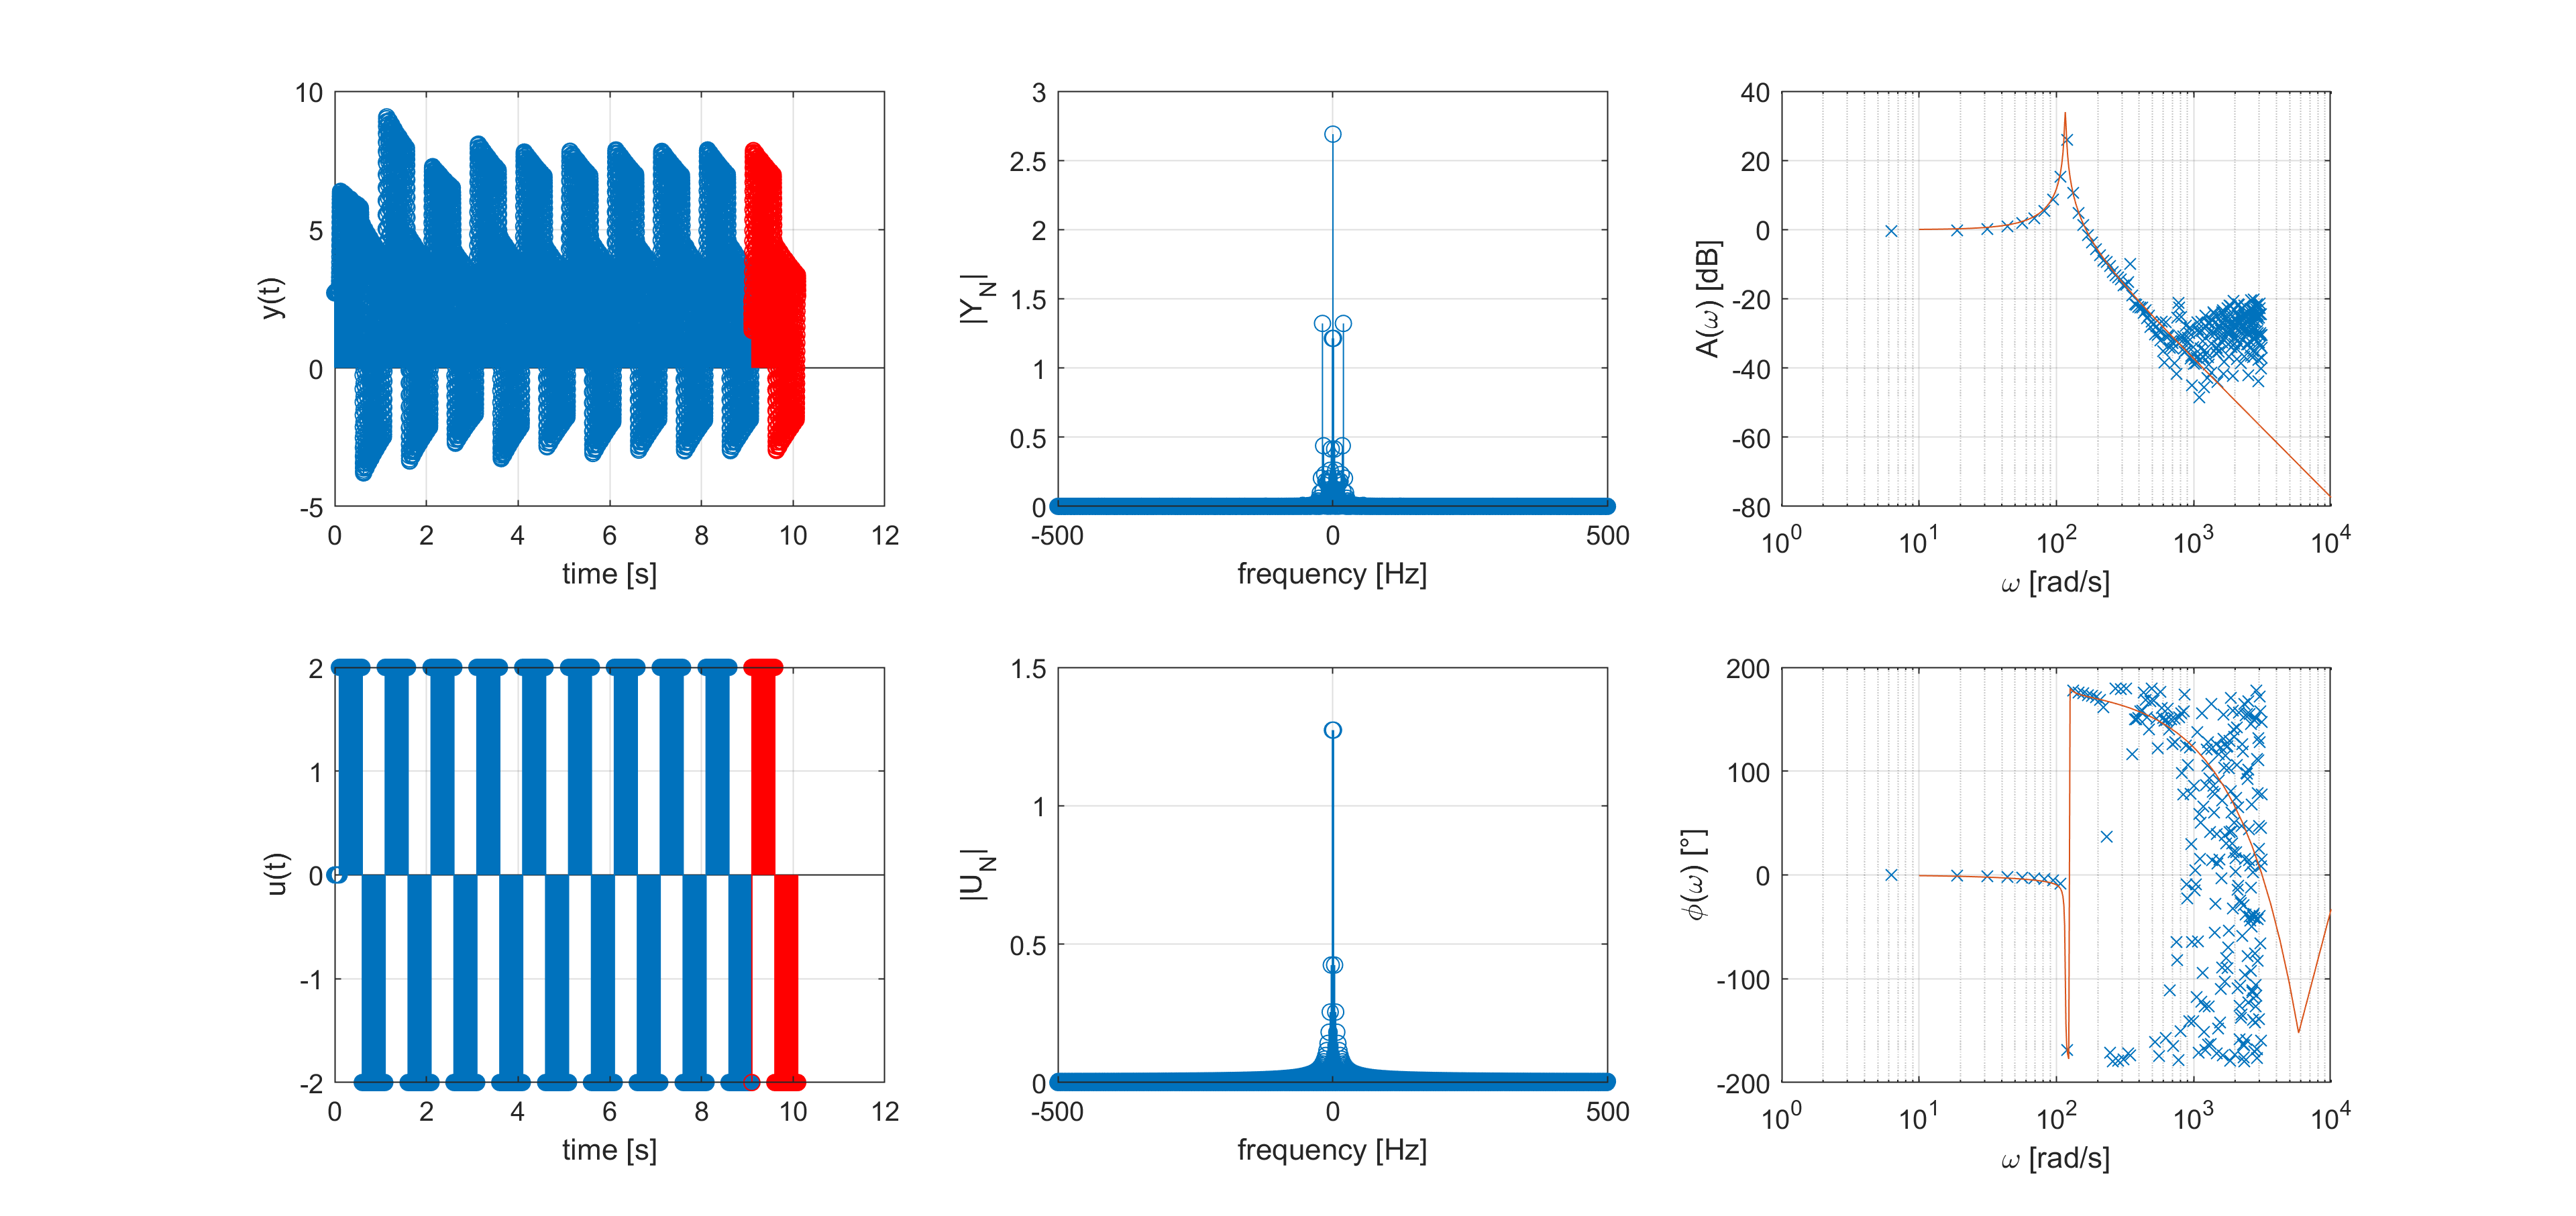 10
5
0
-5
y(t)
0 2 4 6 8 10 12
time [s]
3
2.5
2
1.5
1
0.5
0
|Y_N|
-500 0 500
frequency [Hz]
40
20
0
-20
-40
-60
-80
A(ω) [dB]
10^0 10^1 10^2 10^3 10^4
ω [rad/s]
2
1
0
-1
-2
u(t)
0 2 4 6 8 10 12
time [s]
1.5
1
0.5
0
|U_N|
-500 0 500
frequency [Hz]
200
100
0
-100
-200
ϕ(ω) [°]
10^0 10^1 10^2 10^3 10^4
ω [rad/s]